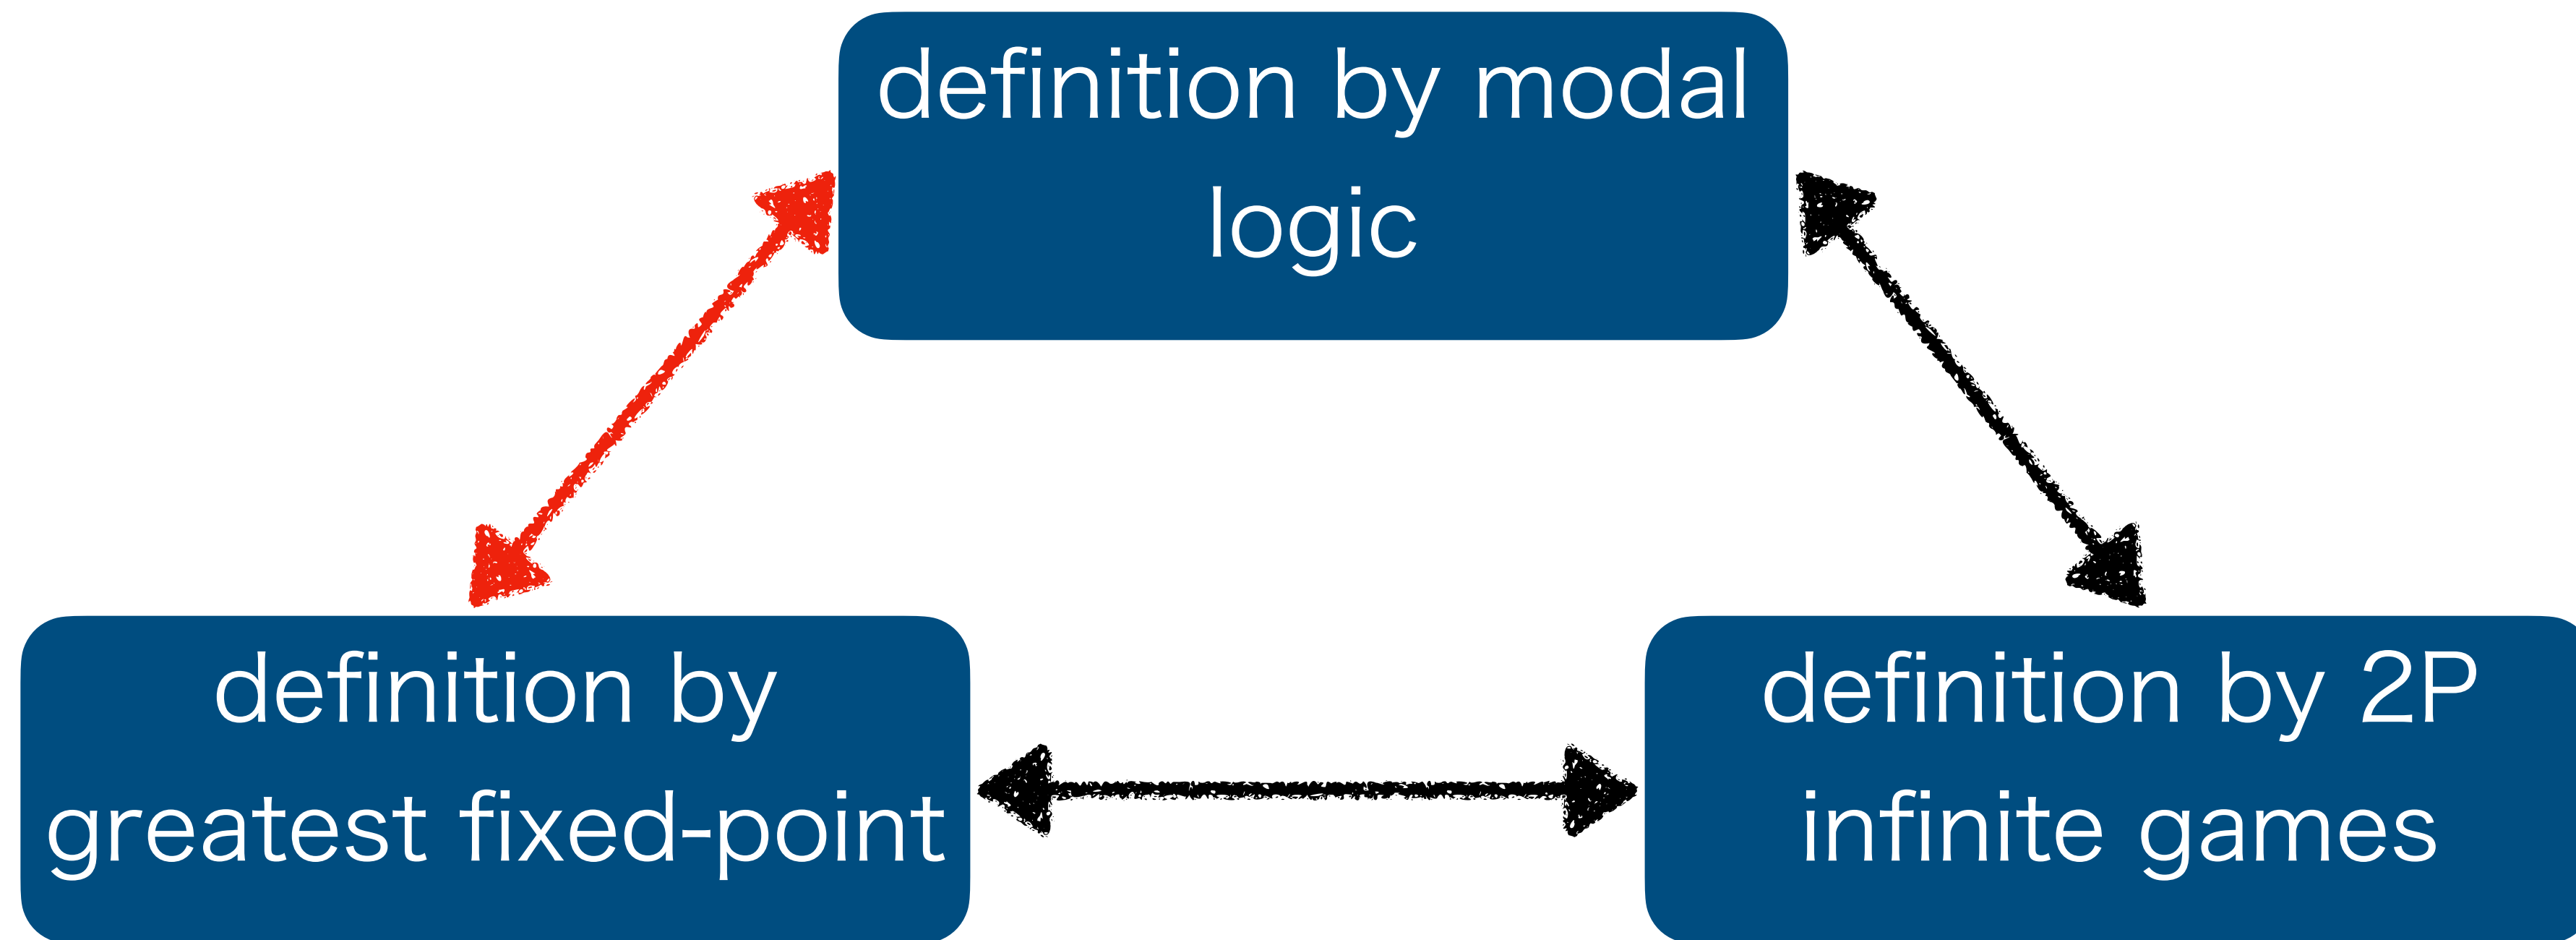 definition by modal
logic
definition by
greatest fixed-point
definition by 2P
infinite games